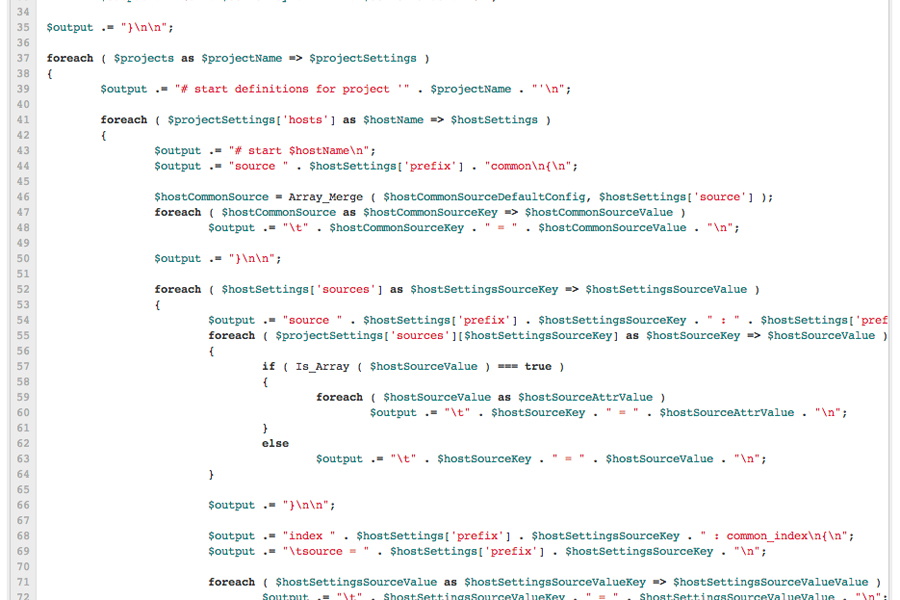 34
35 $output .= "}\n\n";
36
37 foreach ( $projects as $projectName => $projectSettings )
38 {
39 $output .= "# start definitions for project '" . $projectName . "'\n";
40
41 foreach ( $projectSettings['hosts'] as $hostName => $hostSettings )
42 {
43 $output .= "# start $hostName\n";
44 $output .= "source " . $hostSettings['prefix'] . "common\n{\n";
45
46 $hostCommonSource = Array_Merge ( $hostCommonSourceDefaultConfig, $hostSettings['source'] );
47 foreach ( $hostCommonSource as $hostCommonSourceKey => $hostCommonSourceValue )
48 $output .= "\t" . $hostCommonSourceKey . " = " . $hostCommonSourceValue . "\n";
49
50 $output .= "}\n\n";
51
52 foreach ( $hostSettings['sources'] as $hostSettingsSourceKey => $hostSettingsSourceValue )
53 {
54 $output .= "source " . $hostSettings['prefix'] . $hostSettingsSourceKey . " : " . $hostSettings['pref
55 foreach ( $projectSettings['sources'][$hostSettingsSourceKey] as $hostSourceKey => $hostSourceValue )
56 {
57 if ( Is_Array ( $hostSourceValue ) === true )
58 {
59 foreach ( $hostSourceValue as $hostSourceAttrValue )
60 $output .= "\t" . $hostSourceKey . " = " . $hostSourceAttrValue . "\n";
61 }
62 else
63 $output .= "\t" . $hostSourceKey . " = " . $hostSourceValue . "\n";
64 }
65
66 $output .= "}\n\n";
67
68 $output .= "index " . $hostSettings['prefix'] . $hostSettingsSourceKey . " : common_index\n{\n";
69 $output .= "\tsource = " . $hostSettings['prefix'] . $hostSettingsSourceKey . "\n";
70
71 foreach ( $hostSettingsSourceValue as $hostSettingsSourceValueKey => $hostSettingsSourceValueValue )
72 $output .= "\t" . $hostSettingsSourceValueKey . " = " . $hostSettingsSourceValueValue . "\n";